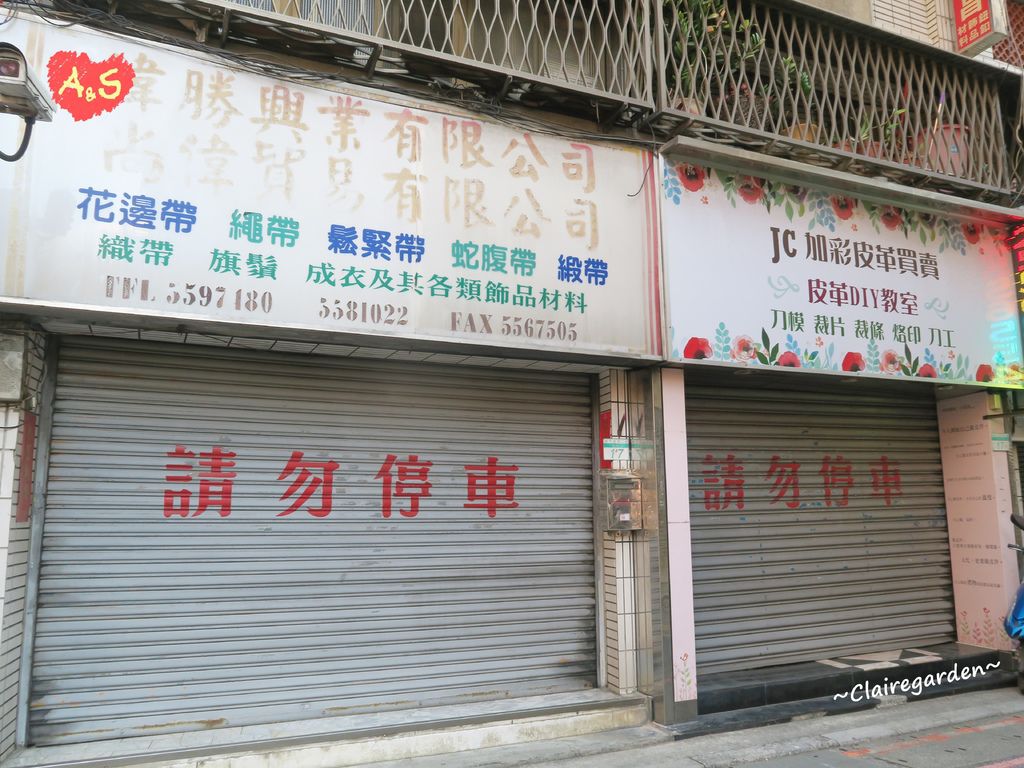 A&S
偉勝興業有限公司
尚偉貿易有限公司
花邊帶 繩帶 鬆緊帶 蛇腹帶 緞帶
織帶 旗鬚 成衣及其各類飾品材料
TEL 5597480 5581022 FAX 5567505
JC 加彩皮革買賣
皮革DIY教室
刀模 裁片 裁條 烙印 刀工
請勿停車
請勿停車
17
~Clairegarden~